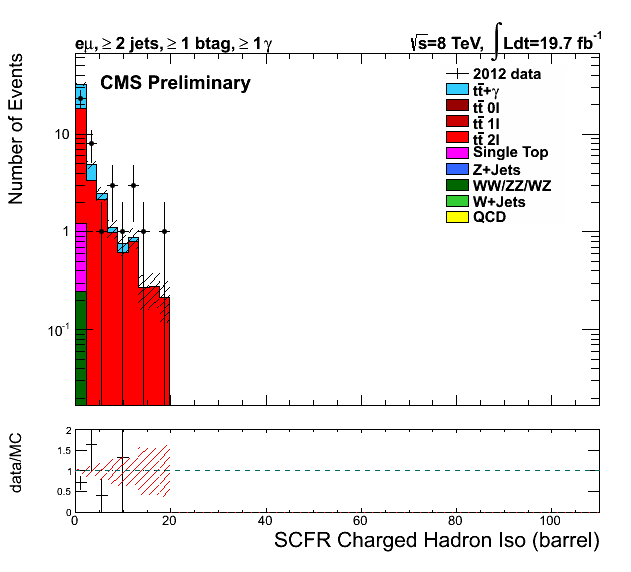 eμ, ≥ 2 jets, ≥ 1 btag, ≥ 1 γ
√s=8 TeV, ∫ Ldt=19.7 fb⁻¹
CMS Preliminary
2012 data
tt̄+γ
tt̄ 0l
tt̄ 1l
tt̄ 2l
Single Top
Z+Jets
WW/ZZ/WZ
W+Jets
QCD
Number of Events
10
1
10⁻¹
data/MC
2
1.5
1
0.5
0
0 20 40 60 80 100
SCFR Charged Hadron Iso (barrel)